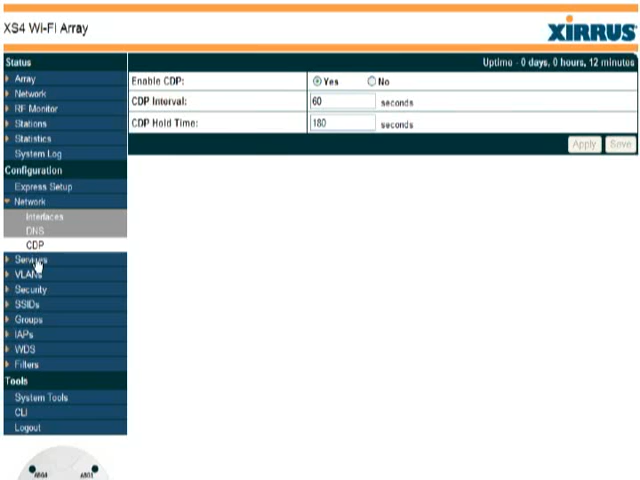 XS4 Wi-Fi Array
XIRRUS
Status
Uptime - 0 days, 0 hours, 12 minutes
Array
Network
RF Monitor
Stations
Statistics
System Log
Enable CDP:
Yes
No
CDP Interval:
60
seconds
CDP Hold Time:
180
seconds
Apply
Save
Configuration
Express Setup
Network
Interfaces
DNS
CDP
Services
VLANs
Security
SSIDs
Groups
IAPs
WDS
Filters
Tools
System Tools
CLI
Logout